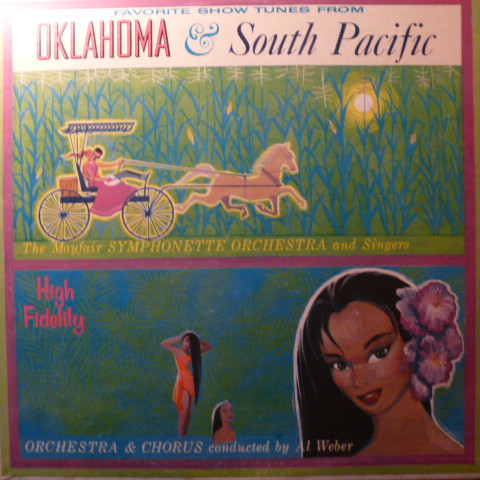 FAVORITE SHOW TUNES FROM
OKLAHOMA & South Pacific
The Mayfair SYMPHONETTE ORCHESTRA and Singers
High
Fidelity
ORCHESTRA & CHORUS conducted by Al Weber